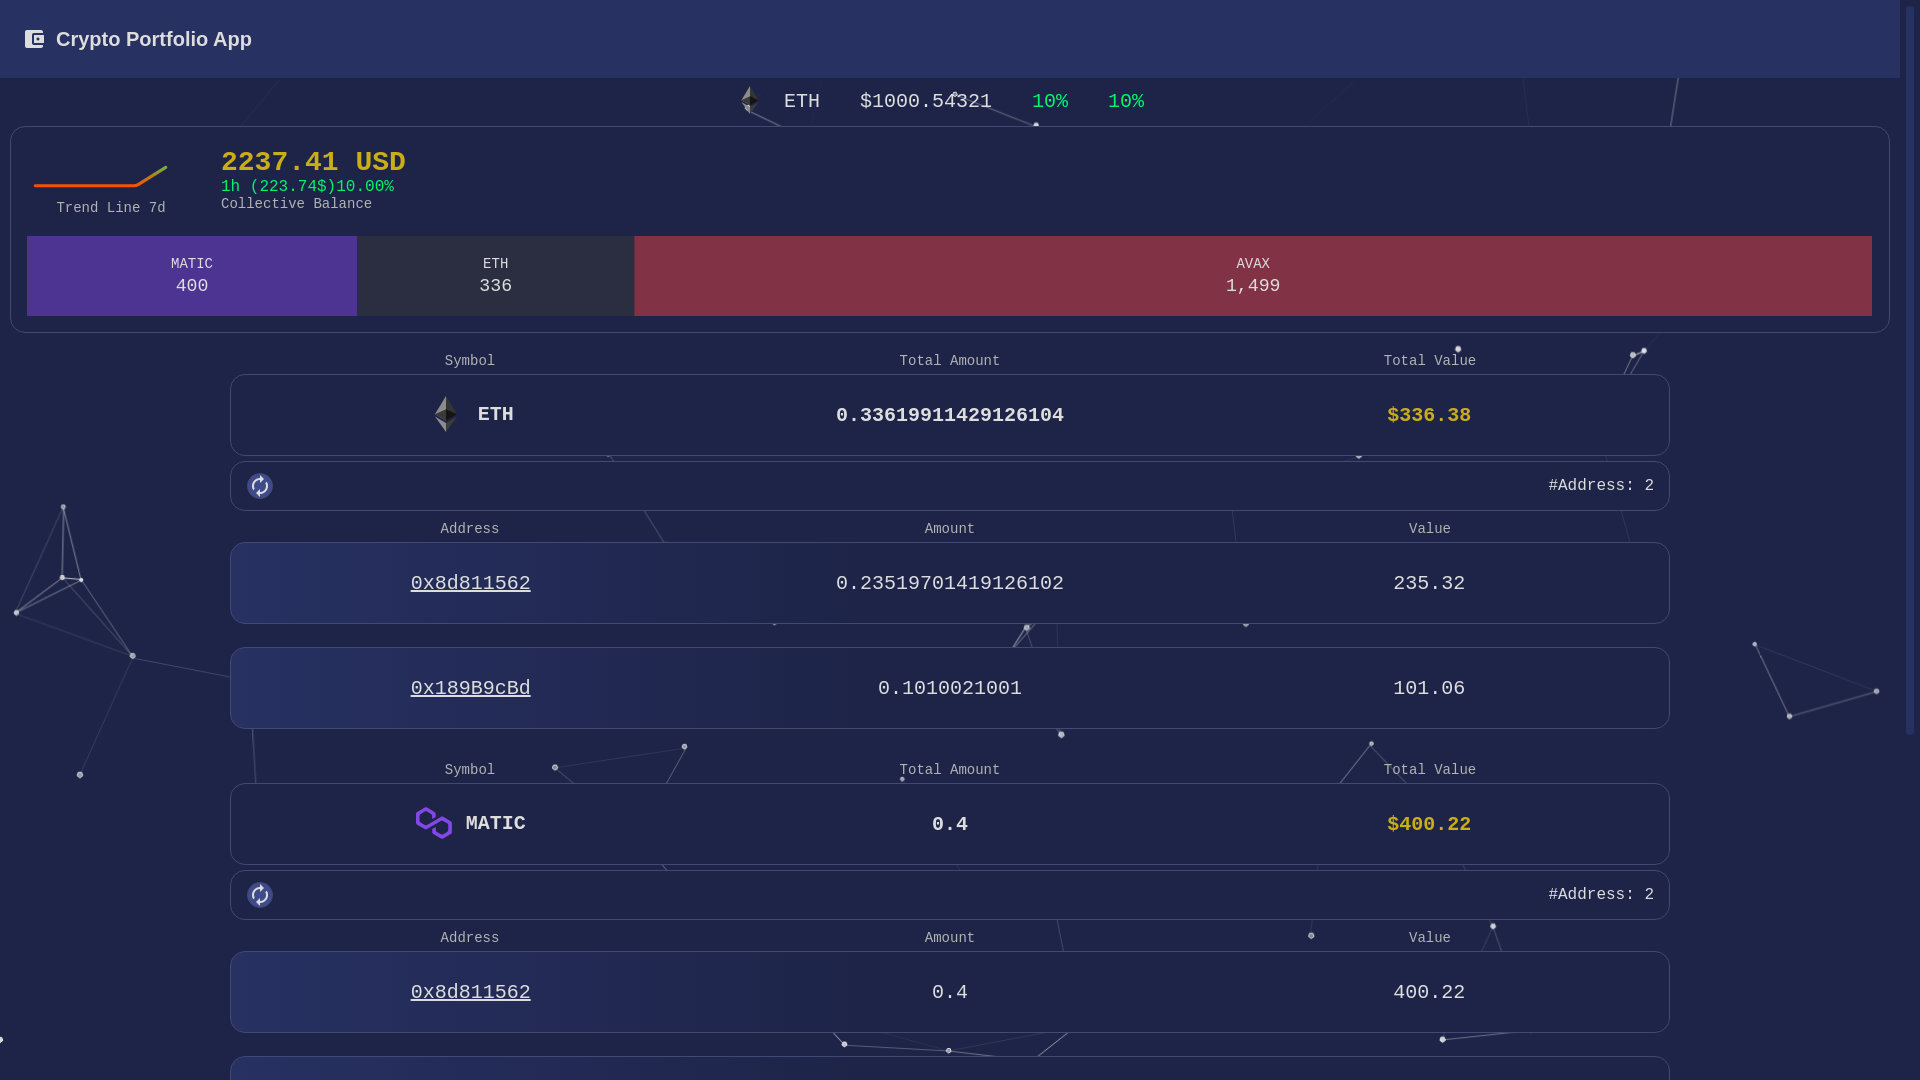 Crypto Portfolio App
ETH $1000.54321 10% 10%
2237.41 USD
1h (223.74$)10.00%
Collective Balance
Trend Line 7d
MATIC ETH AVAX
400 336 1,499
Symbol Total Amount Total Value
ETH 0.33619911429126104 $336.38
#Address: 2
Address Amount Value
0x8d811562 0.23519701419126102 235.32
0x189B9cBd 0.1010021001 101.06
Symbol Total Amount Total Value
MATIC 0.4 $400.22
#Address: 2
Address Amount Value
0x8d811562 0.4 400.22